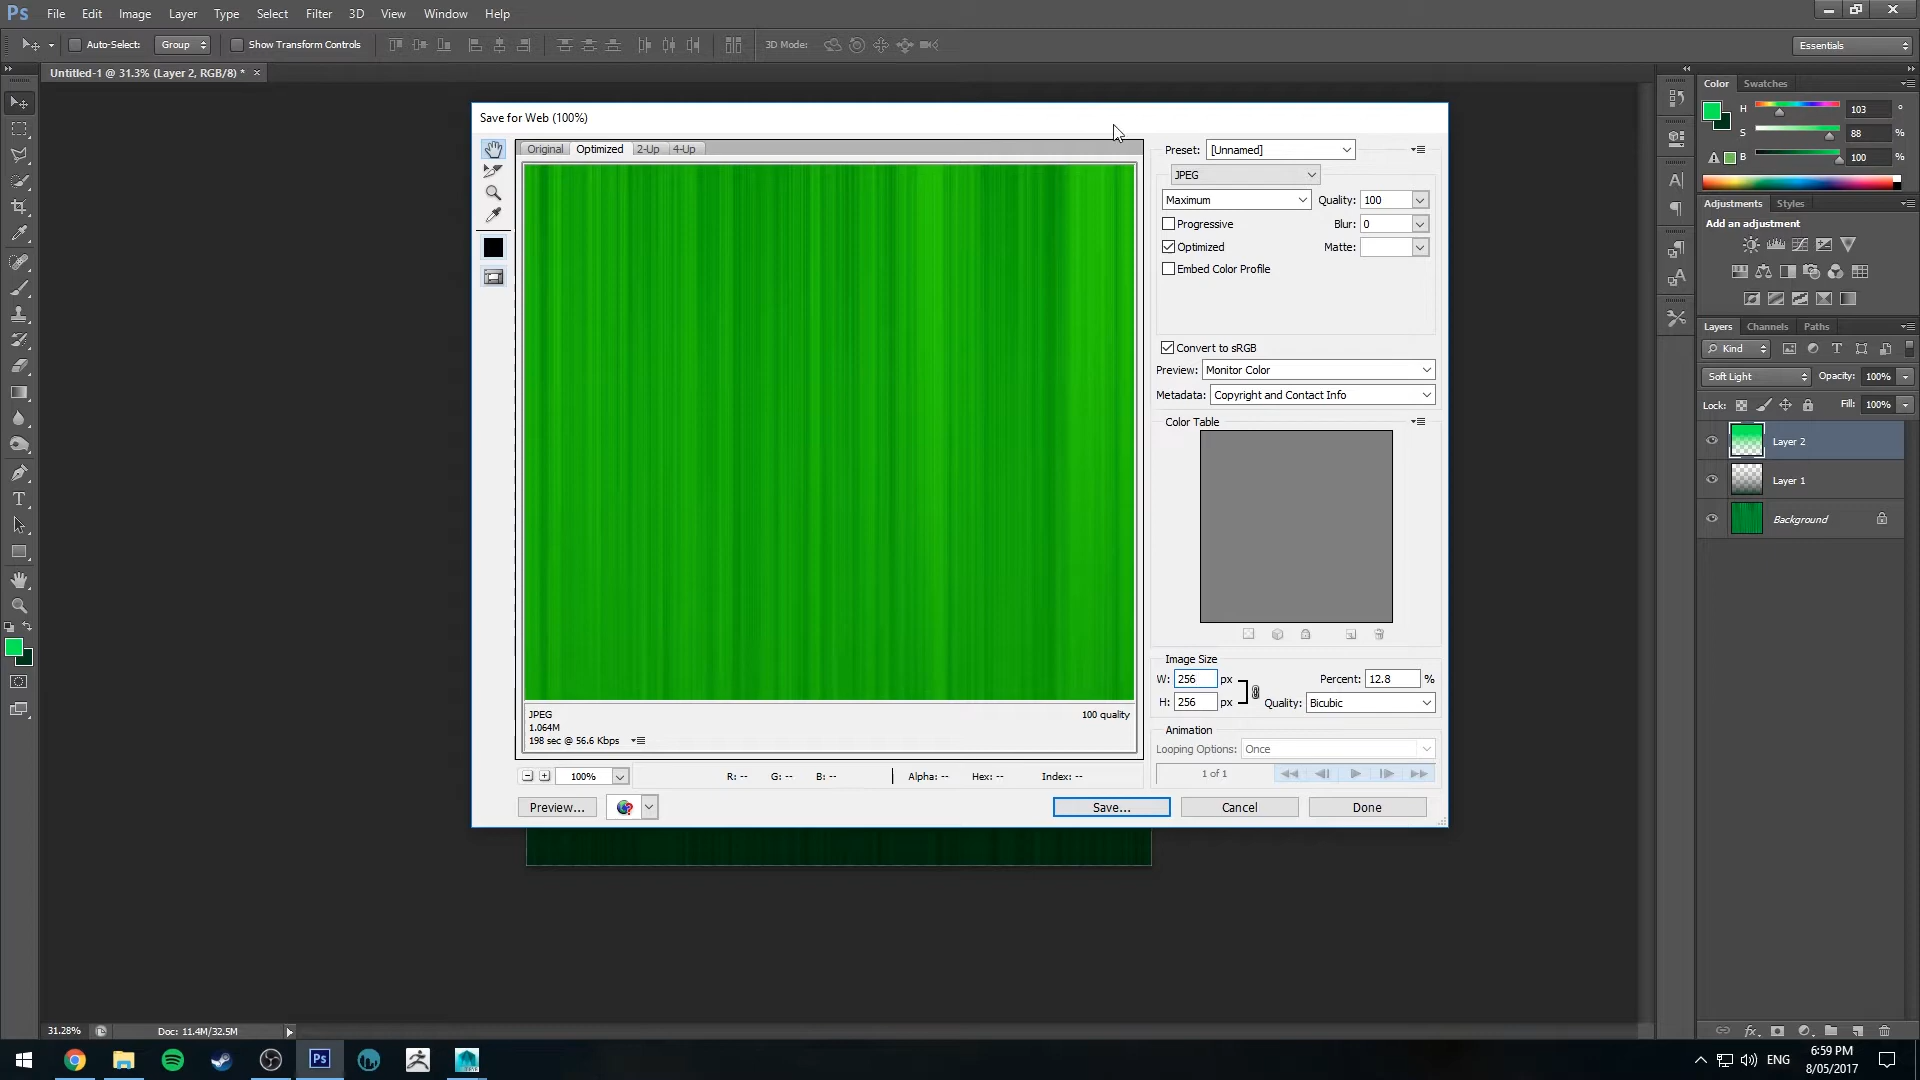 Ps File Edit Image Layer Type Select Filter 3D View Window Help
Auto-Select: Group Show Transform Controls 3D Mode: Essentials
Untitled-1 @ 31.3% (Layer 2, RGB/8) * ×
Save for Web (100%)
Original Optimized 2-Up 4-Up
Preset: [Unnamed]
JPEG
Maximum Quality: 100
Progressive Blur: 0
Optimized Matte:
Embed Color Profile
Convert to sRGB
Preview: Monitor Color
Metadata: Copyright and Contact Info
Color Table
Image Size
W: 256 px Percent: 12.8 %
H: 256 px Quality: Bicubic
Animation
Looping Options: Once
1 of 1
JPEG 100 quality
1.064M
198 sec @ 56.6 Kbps
100% R: -- G: -- B: -- Alpha: -- Hex: -- Index: --
Preview... Save... Cancel Done
Color Swatches
H 103 °
S 88 %
B 100 %
Adjustments Styles
Add an adjustment
Layers Channels Paths
Kind
Soft Light Opacity: 100%
Lock: Fill: 100%
Layer 2
Layer 1
Background
31.28% Doc: 11.4M/32.5M
Ps ENG 6:59 PM
8/05/2017